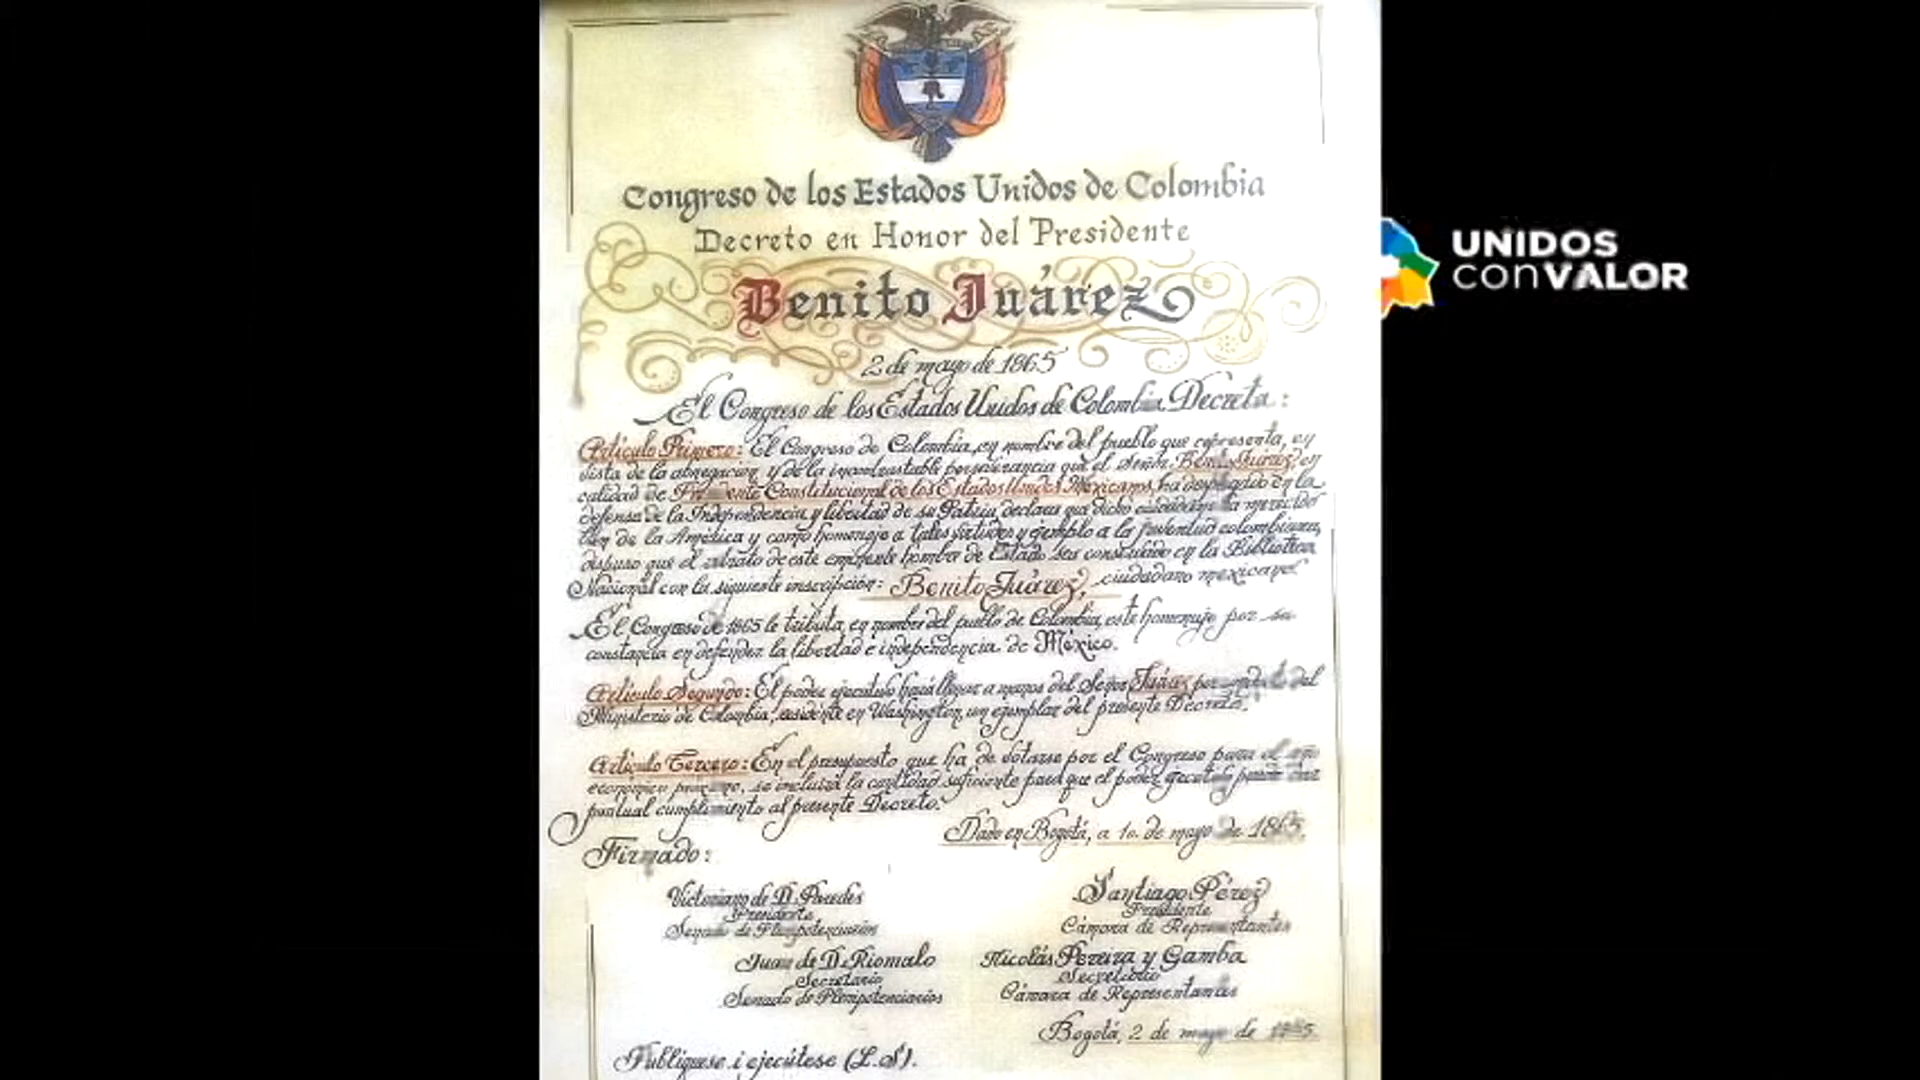 Congreso de los Estados Unidos de Colombia
Decreto en Honor del Presidente
Benito Juárez
2 de mayo de 1865
El Congreso de los Estados Unidos de Colombia Decreta:
Artículo Primero: El Congreso de Colombia, en nombre del pueblo que representa, en
vista de la abnegación y de la incontrastable perseverancia que el Señor Benito Juárez, en
calidad de Presidente Constitucional de los Estados Unidos Mexicanos, ha desplegado en la
defensa de la Independencia y libertad de su Patria, declara que dicho ciudadano ha merecido
bien de la América y como homenaje a tales virtudes y ejemplo a la juventud colombiana,
dispuso que el retrato de este eminente hombre de Estado sea conservado en la Biblioteca
Nacional con la siguiente inscripción: Benito Juárez, ciudadano mexicano.
El Congreso de 1865 le tributa, en nombre del pueblo de Colombia, este homenaje por su
constancia en defender la libertad e independencia de México.
Artículo Segundo: El poder ejecutivo hará llegar a manos del Señor Juárez por del
Ministerio de Colombia, residente en Washington, un ejemplar del presente Decreto.
Artículo Tercero: En el presupuesto que ha de votarse por el Congreso para el año
económico próximo, se incluirá la cantidad suficiente para que el poder ejecutivo pueda dar
puntual cumplimiento al presente Decreto.
Dado en Bogotá, a 1o. de mayo de 1865.
Firmado:
Victoriano de D. Paredes
Presidente
Senado de Plenipotenciarios
Santiago Pérez
Presidente
Cámara de Representantes
Juan de D. Riomalo
Secretario
Senado de Plenipotenciarios
Nicolás Pereira y Gamba
Secretario
Cámara de Representantes
Bogotá, 2 de mayo de 1865.
Publíquese i ejecútese (L.S).
UNIDOS
con VALOR